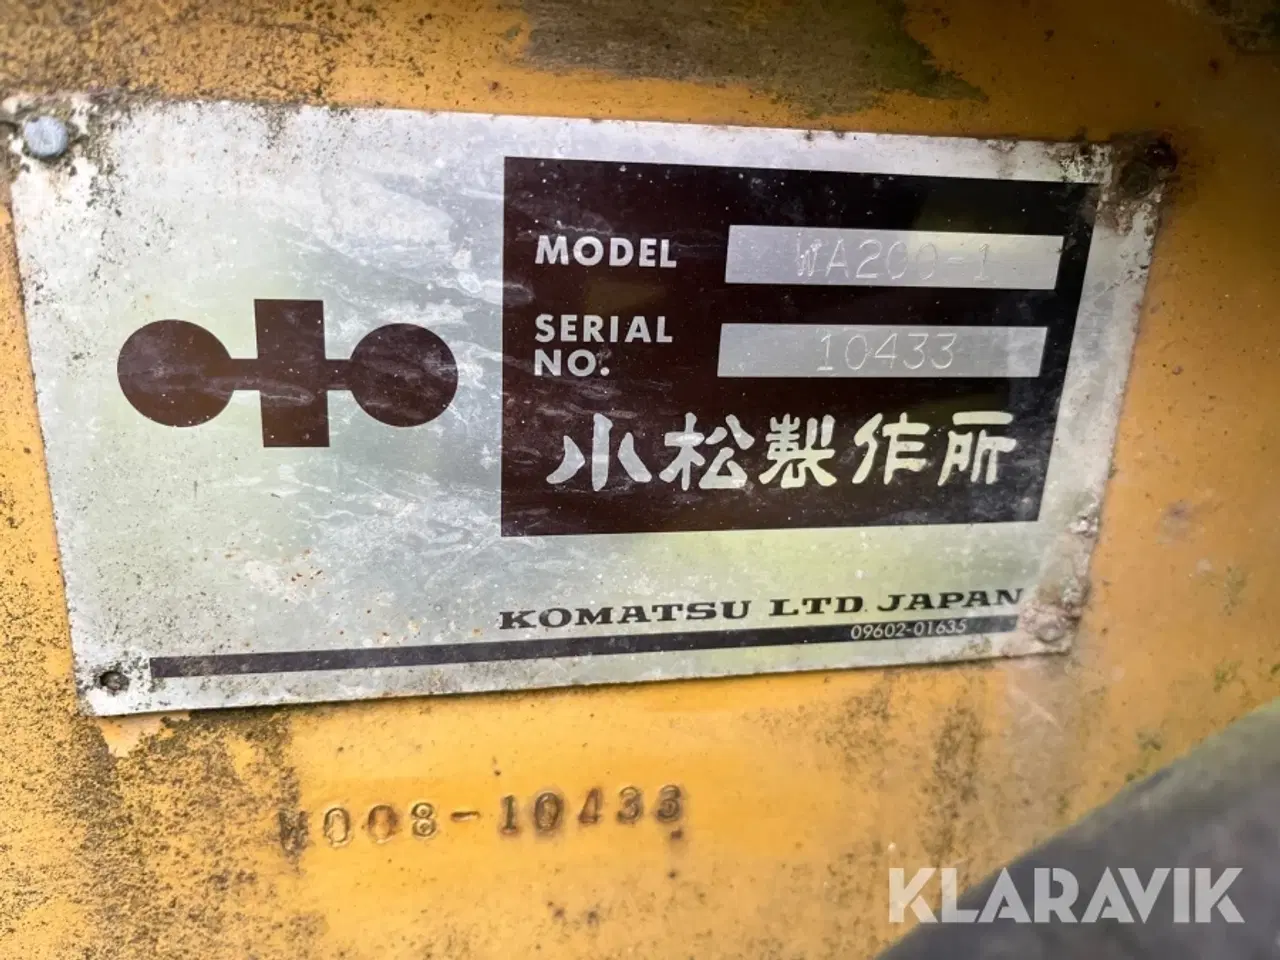 MODEL WA200-1
SERIAL NO. 10433
小松製作所
KOMATSU LTD. JAPAN
09602-01635
W008-10433
KLARAVIK